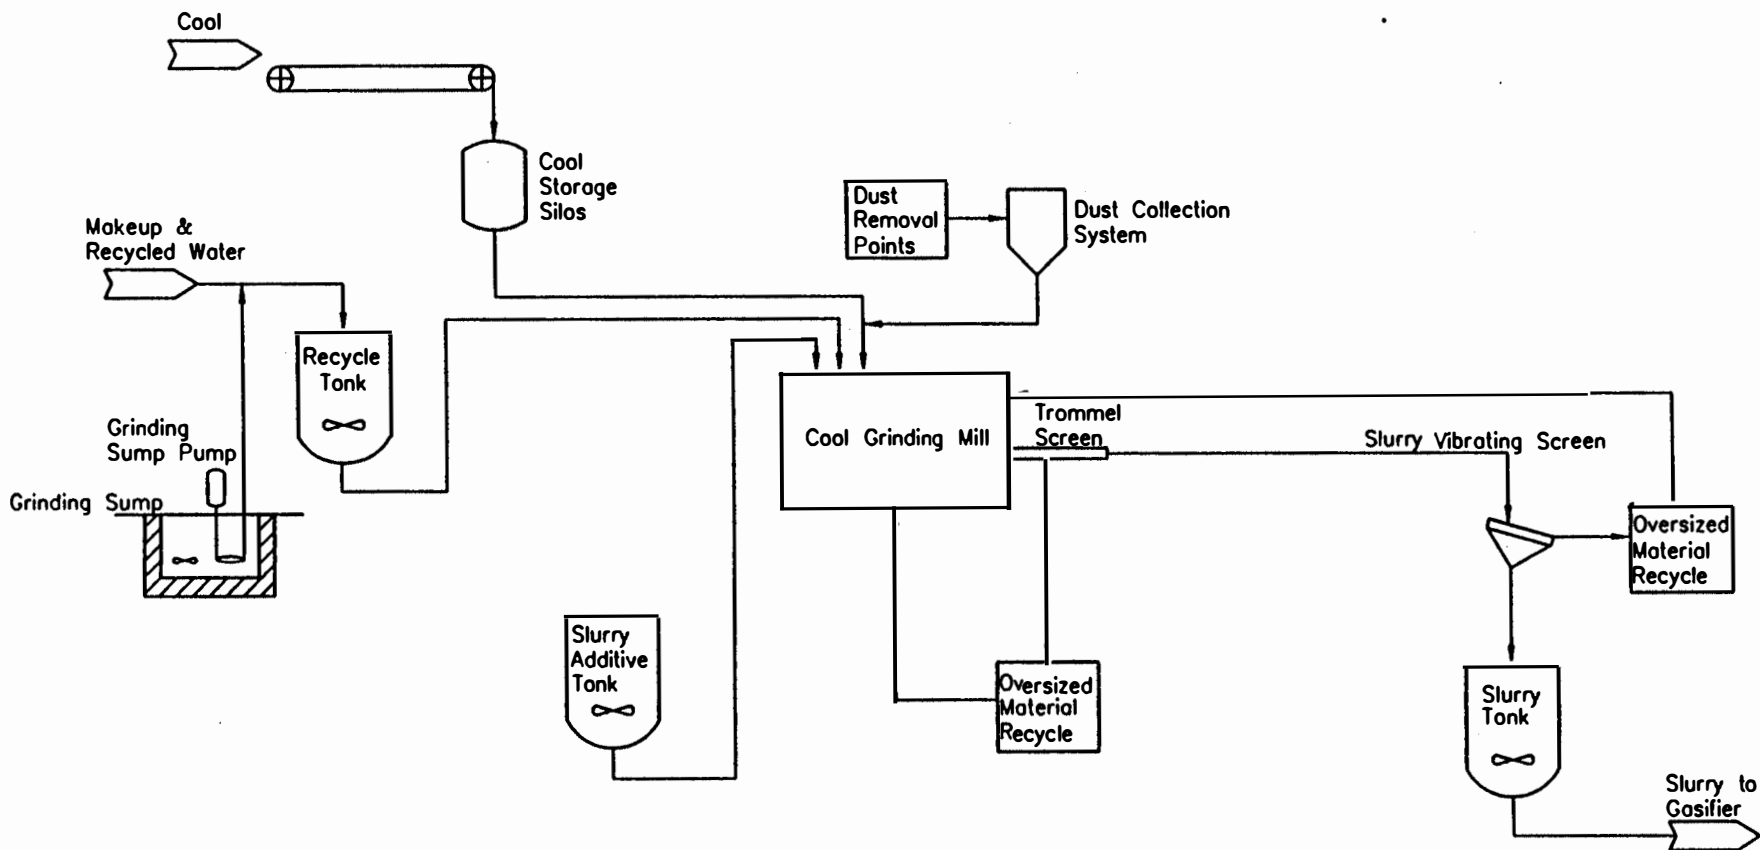 Cool
Cool
Storage
Silos
Makeup &
Recycled Water
Dust
Removal
Points
Dust Collection
System
Recycle
Tonk
Grinding
Sump Pump
Grinding Sump
Cool Grinding Mill
Trommel
Screen
Slurry Vibrating Screen
Oversized
Material
Recycle
Slurry
Additive
Tonk
Oversized
Material
Recycle
Slurry
Tonk
Slurry to
Gasifier